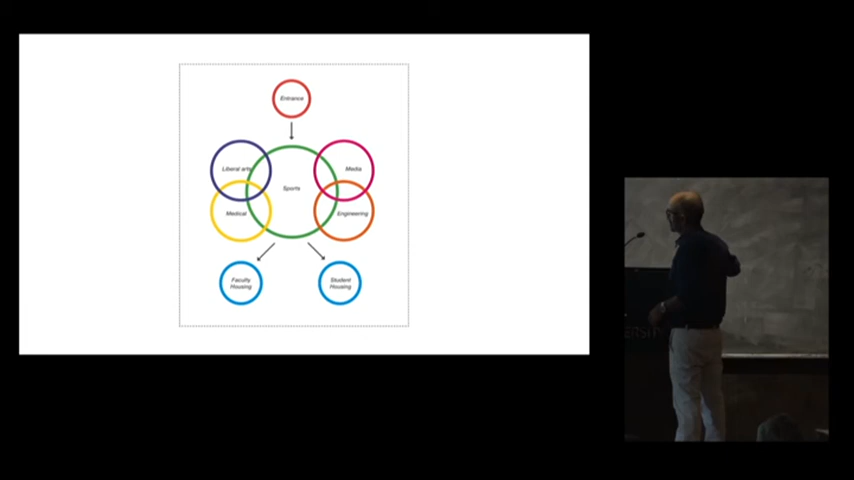 Entrance
Liberal arts
Media
Sports
Medical
Engineering
Faculty
Housing
Student
Housing